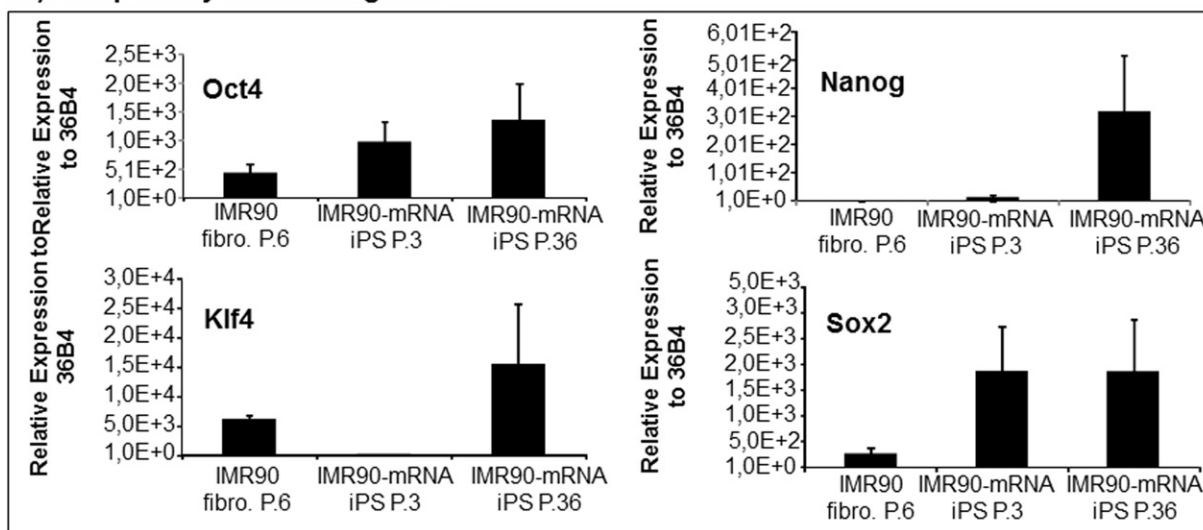 Relative Expression
to 36B4
2,5E+3
2,0E+3
1,5E+3
1,0E+3
5,1E+2
1,0E+0
Oct4
IMR90
fibro. P.6
IMR90-mRNA
iPS P.3
IMR90-mRNA
iPS P.36
Relative Expression
to 36B4
6,01E+2
5,01E+2
4,01E+2
3,01E+2
2,01E+2
1,01E+2
1,0E+0
Nanog
IMR90
fibro. P.6
IMR90-mRNA
iPS P.3
IMR90-mRNA
iPS P.36
Relative Expression to
36B4
3,0E+4
2,5E+4
2,0E+4
1,5E+4
1,0E+4
5,0E+3
1,0E+0
Klf4
IMR90
fibro. P.6
IMR90-mRNA
iPS P.3
IMR90-mRNA
iPS P.36
Relative Expression
to 36B4
5,0E+3
3,0E+3
2,5E+3
2,0E+3
1,5E+3
1,0E+3
5,0E+2
1,0E+0
Sox2
IMR90
fibro. P.6
IMR90-mRNA
iPS P.3
IMR90-mRNA
iPS P.36